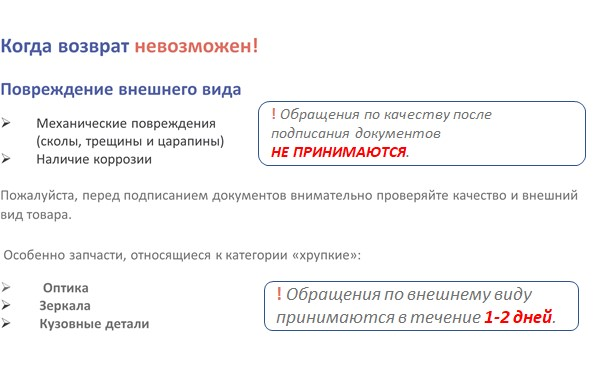 Когда возврат невозможен!
Повреждение внешнего вида
➢ Механические повреждения
(сколы, трещины и царапины)
➢ Наличие коррозии
! Обращения по качеству после
подписания документов
НЕ ПРИНИМАЮТСЯ.
Пожалуйста, перед подписанием документов внимательно проверяйте качество и внешний
вид товара.
Особенно запчасти, относящиеся к категории «хрупкие»:
➢ Оптика
➢ Зеркала
➢ Кузовные детали
! Обращения по внешнему виду
принимаются в течение 1-2 дней.